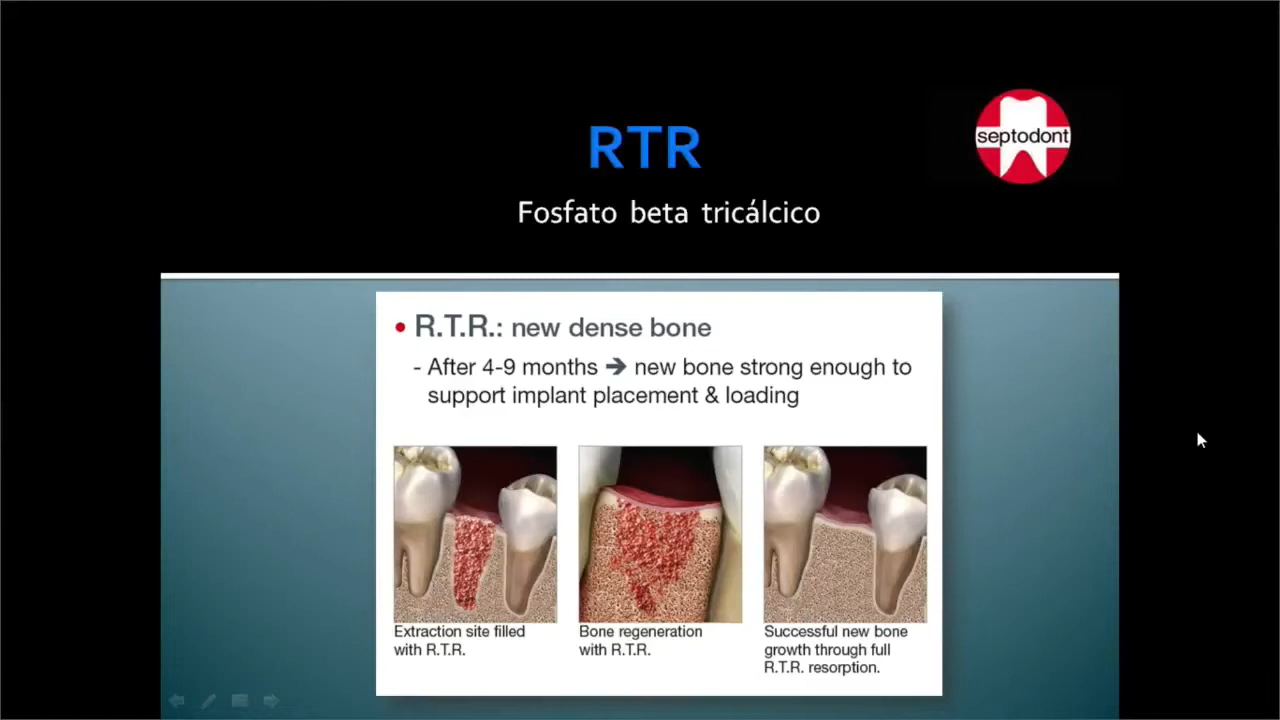 RTR
septodont
Fosfato beta tricálcico
• R.T.R.: new dense bone
- After 4-9 months ➔ new bone strong enough to
support implant placement & loading
Extraction site filled
with R.T.R.
Bone regeneration
with R.T.R.
Successful new bone
growth through full
R.T.R. resorption.